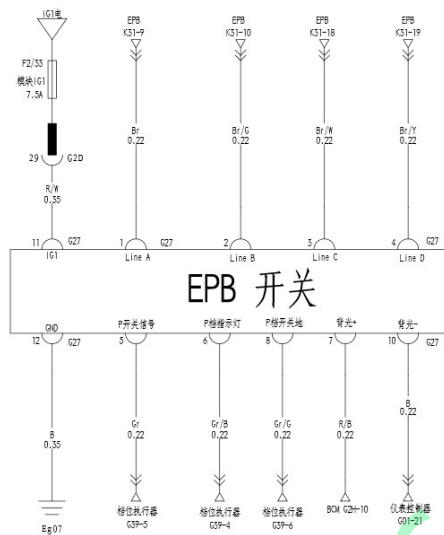 IG1电
EPB
K31-9
EPB
K31-10
EPB
K31-18
EPB
K31-19
F2/33
模块IG1
7.5A
29 G2D
R/W
0.35
Br
0.22
Br/G
0.22
Br/W
0.22
Br/Y
0.22
11 G27
1 G27
2
3
4 G27
IG1
Line A
Line B
Line C
Line D
EPB 开关
GND
P开关信号
P档指示灯
P档开关地
背光+
背光-
12 G27
5
6
8
7
10 G27
B
0.35
Gr
0.22
Gr/B
0.22
Gr/G
0.22
R/B
0.22
B
0.22
Eg07
档位执行器
G39-5
档位执行器
G39-4
档位执行器
G39-6
BCM G2H-10
仪表控制器
G01-21